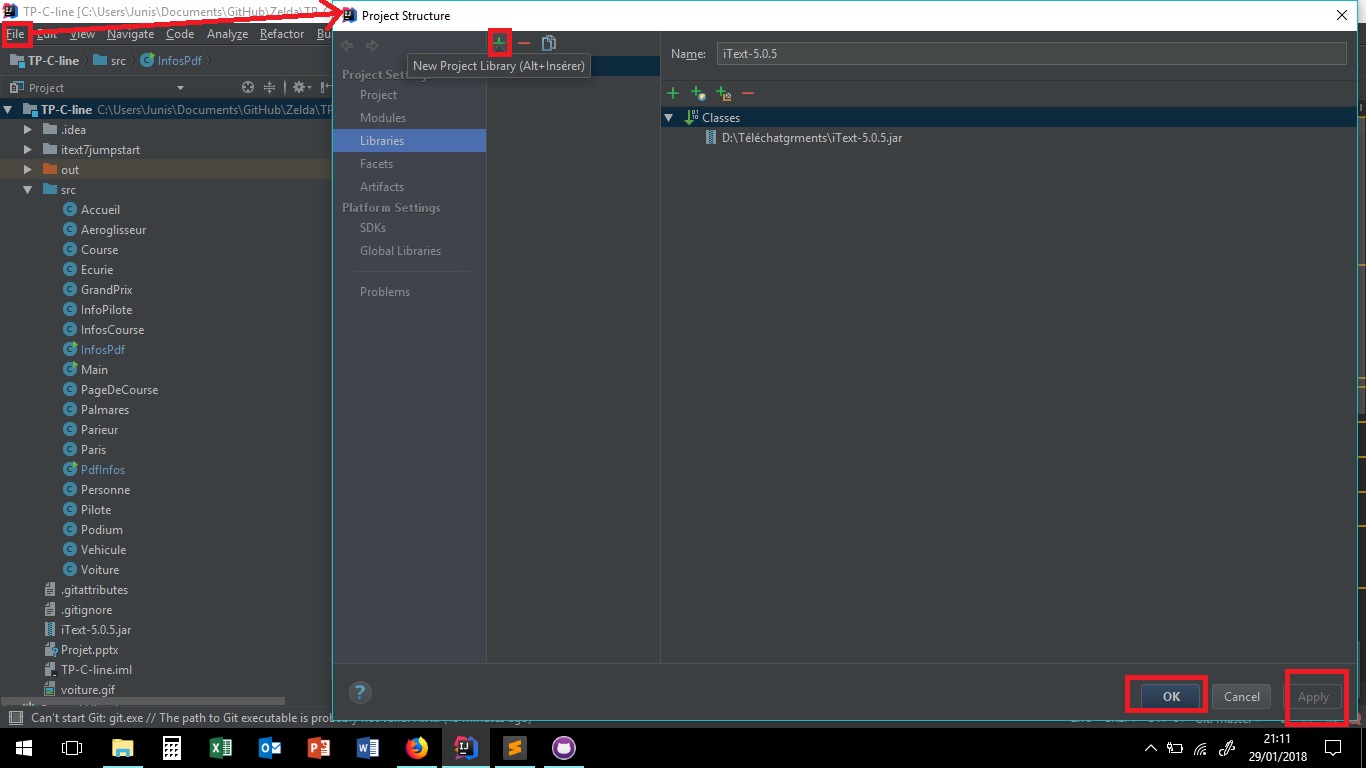 TP-C-line [C:\Users\Junis\Documents\GitHub\Zelda\TP-C
Project Structure
File Edit View Navigate Code Analyze Refactor Bu
New Project Library (Alt+Insérer)
Name: iText-5.0.5
TP-C-line src InfosPdf
Project
Project Settings
TP-C-line C:\Users\Junis\Documents\GitHub\Zelda\TP
.idea
itext7jumpstart
out
src
Accueil
Aeroglisseur
Course
Ecurie
GrandPrix
InfoPilote
InfosCourse
InfosPdf
Main
PageDeCourse
Palmares
Parieur
Paris
PdfInfos
Personne
Pilote
Podium
Vehicule
Voiture
.gitattributes
.gitignore
iText-5.0.5.jar
Projet.pptx
TP-C-line.iml
voiture.gif
Project
Modules
Libraries
Facets
Artifacts
Platform Settings
SDKs
Global Libraries
Problems
Classes
D:\Téléchatgrments\iText-5.0.5.jar
?
OK Cancel Apply
Can't start Git: git.exe // The path to Git executable is probably not valid.
21:11
29/01/2018